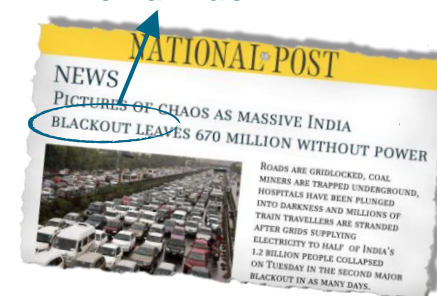 NATIONAL POST
NEWS
PICTURES OF CHAOS AS MASSIVE INDIA
BLACKOUT LEAVES 670 MILLION WITHOUT POWER
ROADS ARE GRIDLOCKED, COAL
MINERS ARE TRAPPED UNDERGROUND,
HOSPITALS HAVE BEEN PLUNGED
INTO DARKNESS AND MILLIONS OF
TRAIN TRAVELLERS ARE STRANDED
AFTER GRIDS SUPPLYING
ELECTRICITY TO HALF OF INDIA'S
1.2 BILLION PEOPLE COLLAPSED
ON TUESDAY IN THE SECOND MAJOR
BLACKOUT IN AS MANY DAYS.